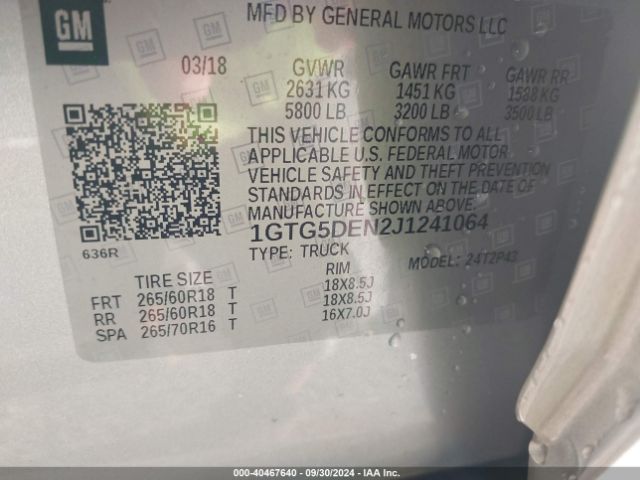 GM
MFD BY GENERAL MOTORS LLC
03/18 GVWR GAWR FRT GAWR RR
2631 KG 1451 KG 1588 KG
5800 LB 3200 LB 3500 LB
THIS VEHICLE CONFORMS TO ALL
APPLICABLE U.S. FEDERAL MOTOR
VEHICLE SAFETY AND THEFT PREVENTION
STANDARDS IN EFFECT ON THE DATE OF
MANUFACTURE SHOWN ABOVE.
1GTG5DEN2J1241064
636R TYPE: TRUCK MODEL: 24T2P43
TIRE SIZE RIM
FRT 265/60R18 T 18X8.5J
RR 265/60R18 T 18X8.5J
SPA 265/70R16 T 16X7.0J
000-40467640 - 09/30/2024 - IAA Inc.